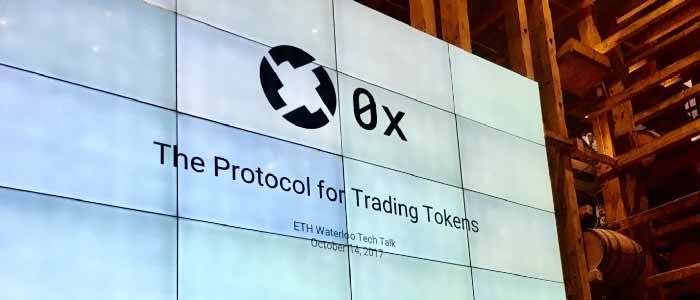 0x
The Protocol for Trading Tokens
ETH Waterloo Tech Talk
October 14, 2017